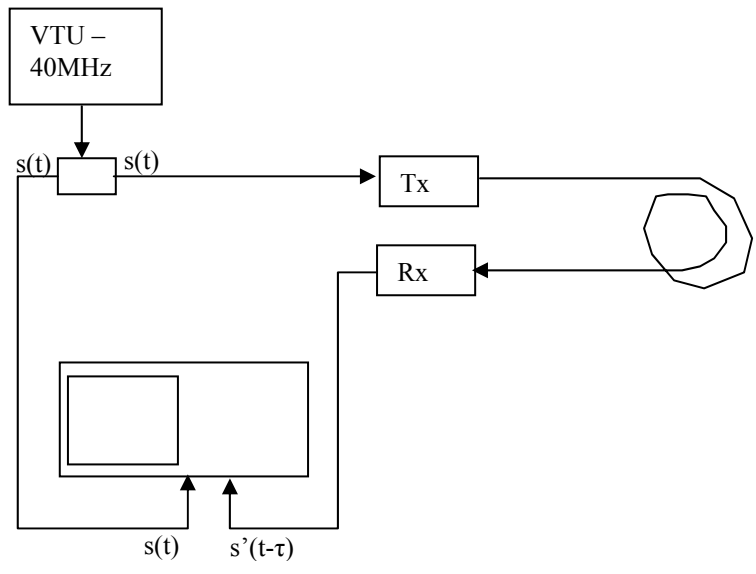 VTU –
40MHz
s(t)
s(t)
Tx
Rx
s(t)
s’(t-τ)